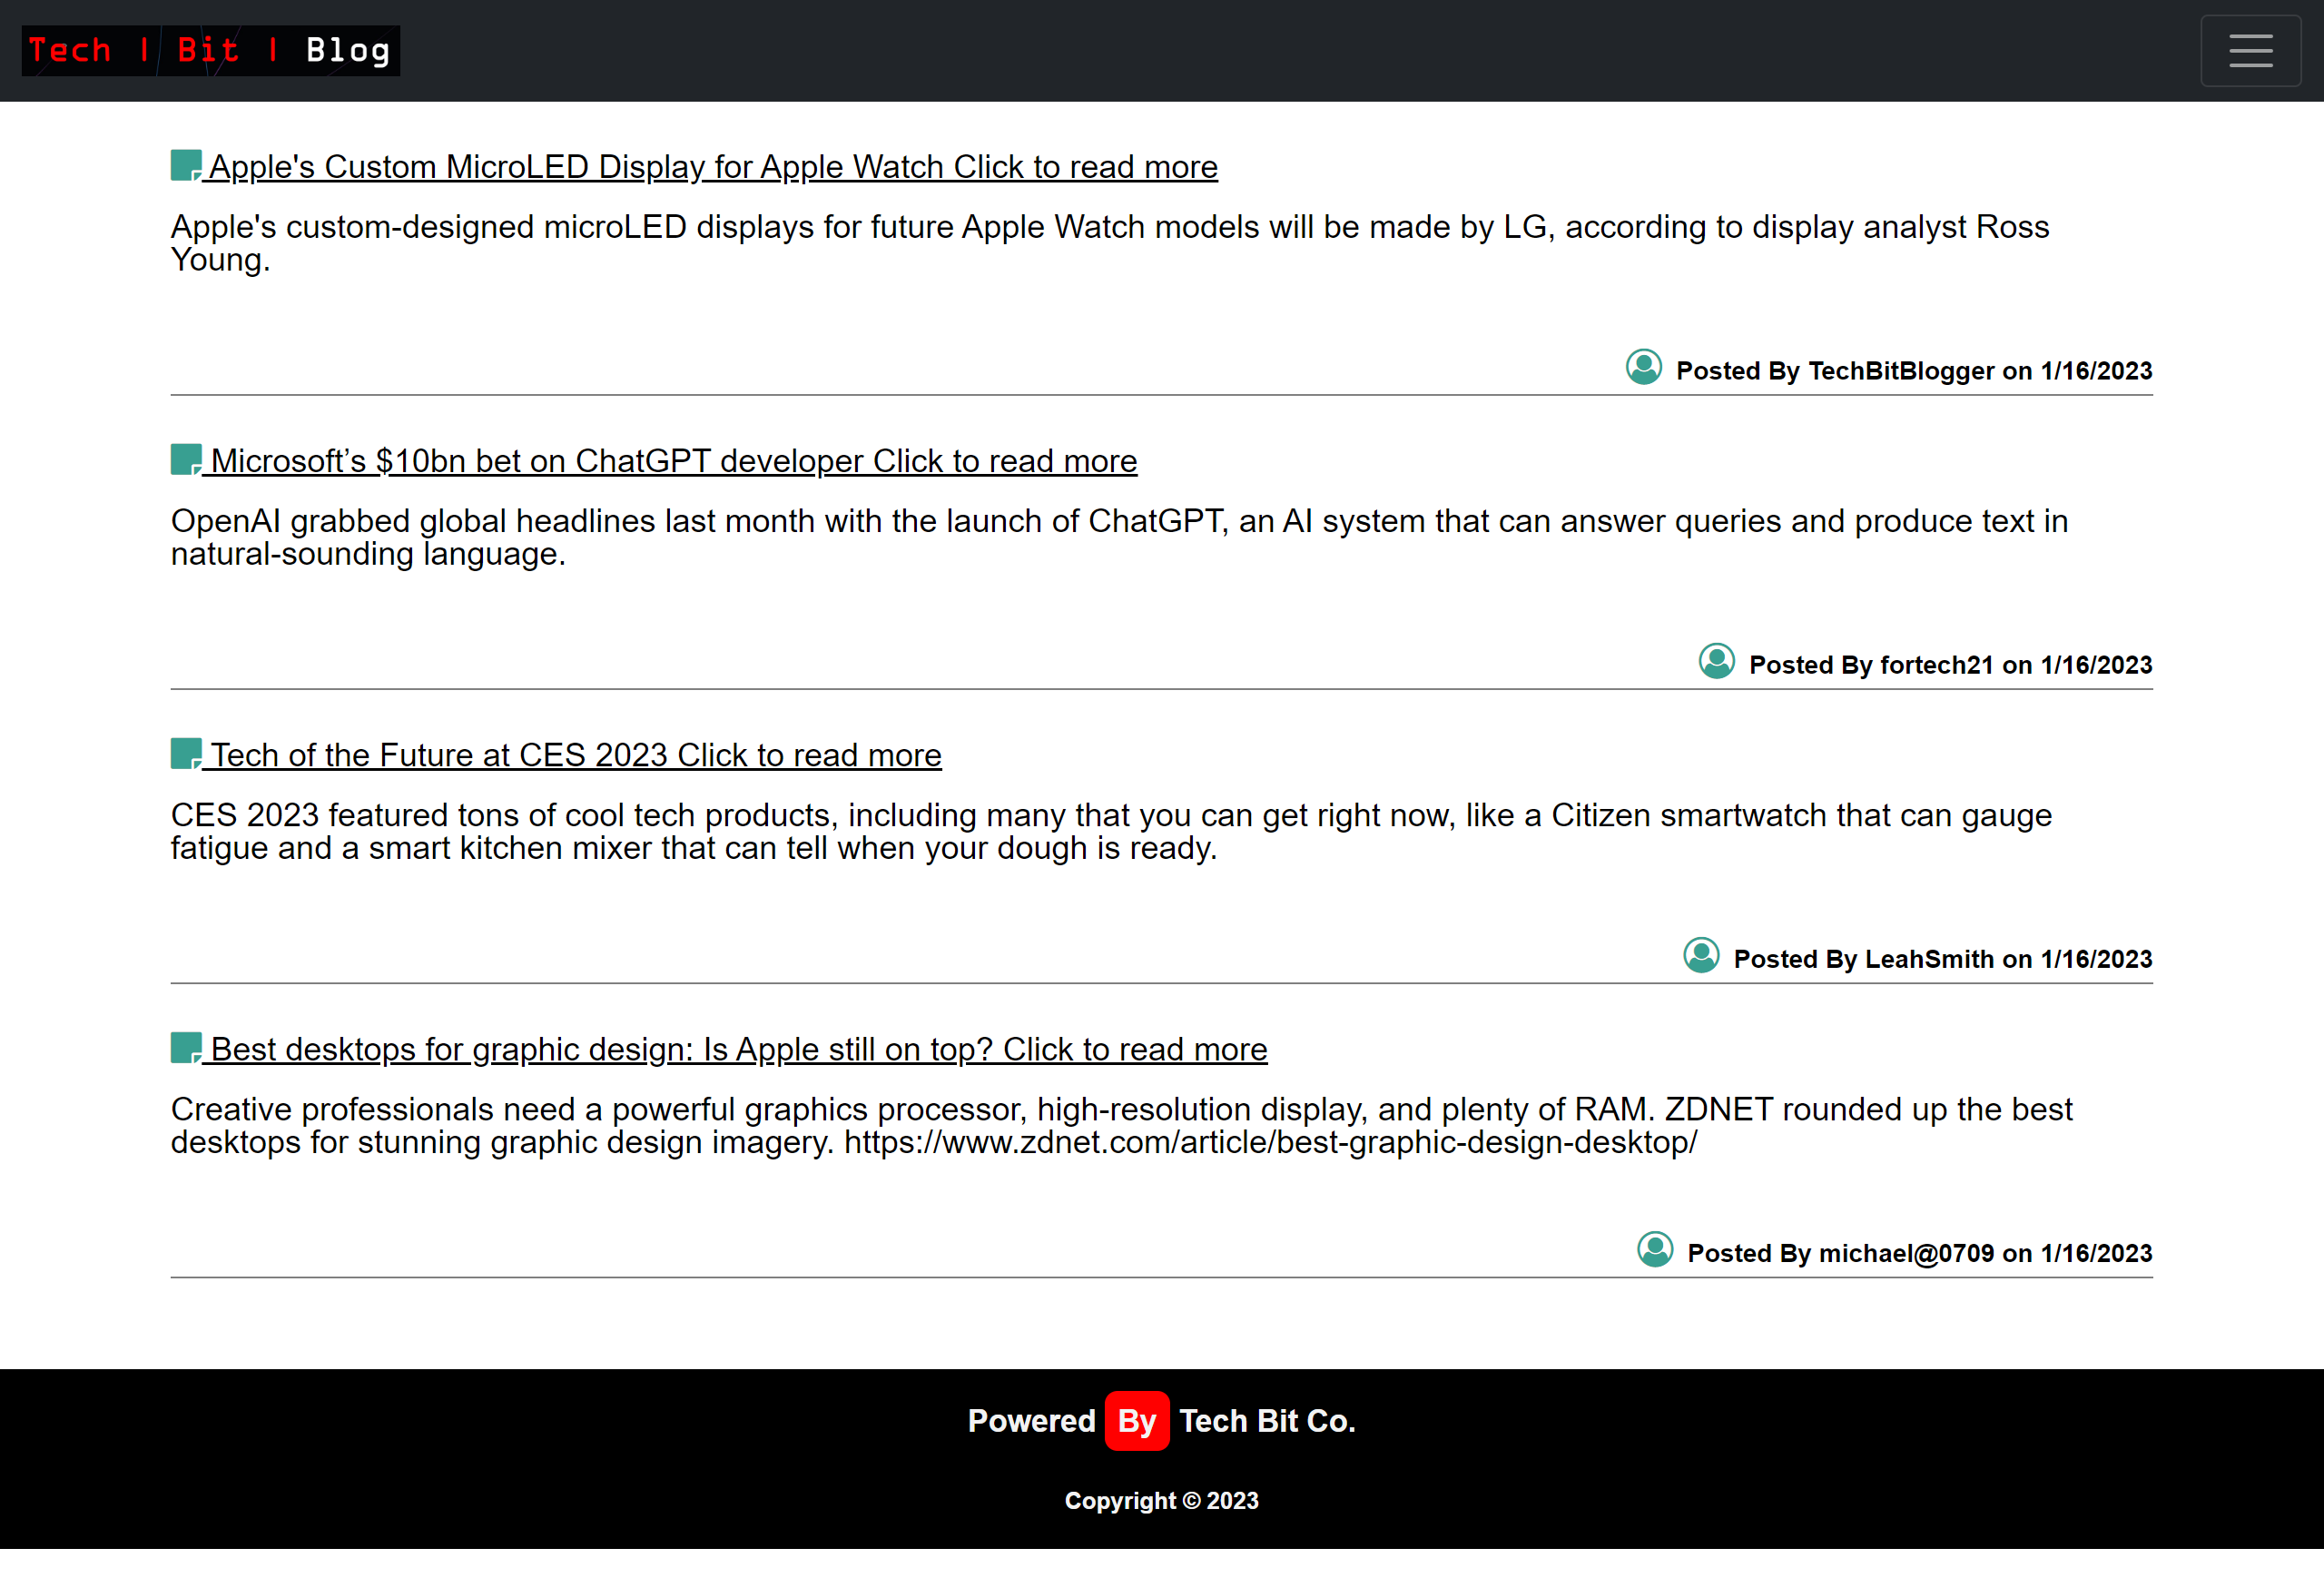 Tech | Bit | Blog
Apple's Custom MicroLED Display for Apple Watch Click to read more
Apple's custom-designed microLED displays for future Apple Watch models will be made by LG, according to display analyst Ross
Young.
Posted By TechBitBlogger on 1/16/2023
Microsoft’s $10bn bet on ChatGPT developer Click to read more
OpenAI grabbed global headlines last month with the launch of ChatGPT, an AI system that can answer queries and produce text in
natural-sounding language.
Posted By fortech21 on 1/16/2023
Tech of the Future at CES 2023 Click to read more
CES 2023 featured tons of cool tech products, including many that you can get right now, like a Citizen smartwatch that can gauge
fatigue and a smart kitchen mixer that can tell when your dough is ready.
Posted By LeahSmith on 1/16/2023
Best desktops for graphic design: Is Apple still on top? Click to read more
Creative professionals need a powerful graphics processor, high-resolution display, and plenty of RAM. ZDNET rounded up the best
desktops for stunning graphic design imagery. https://www.zdnet.com/article/best-graphic-design-desktop/
Posted By michael@0709 on 1/16/2023
Powered By Tech Bit Co.
Copyright © 2023